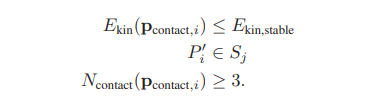 E_kin(p_contact,i) ≤ E_kin,stable
P′_i ∈ S_j
N_contact(p_contact,i) ≥ 3.